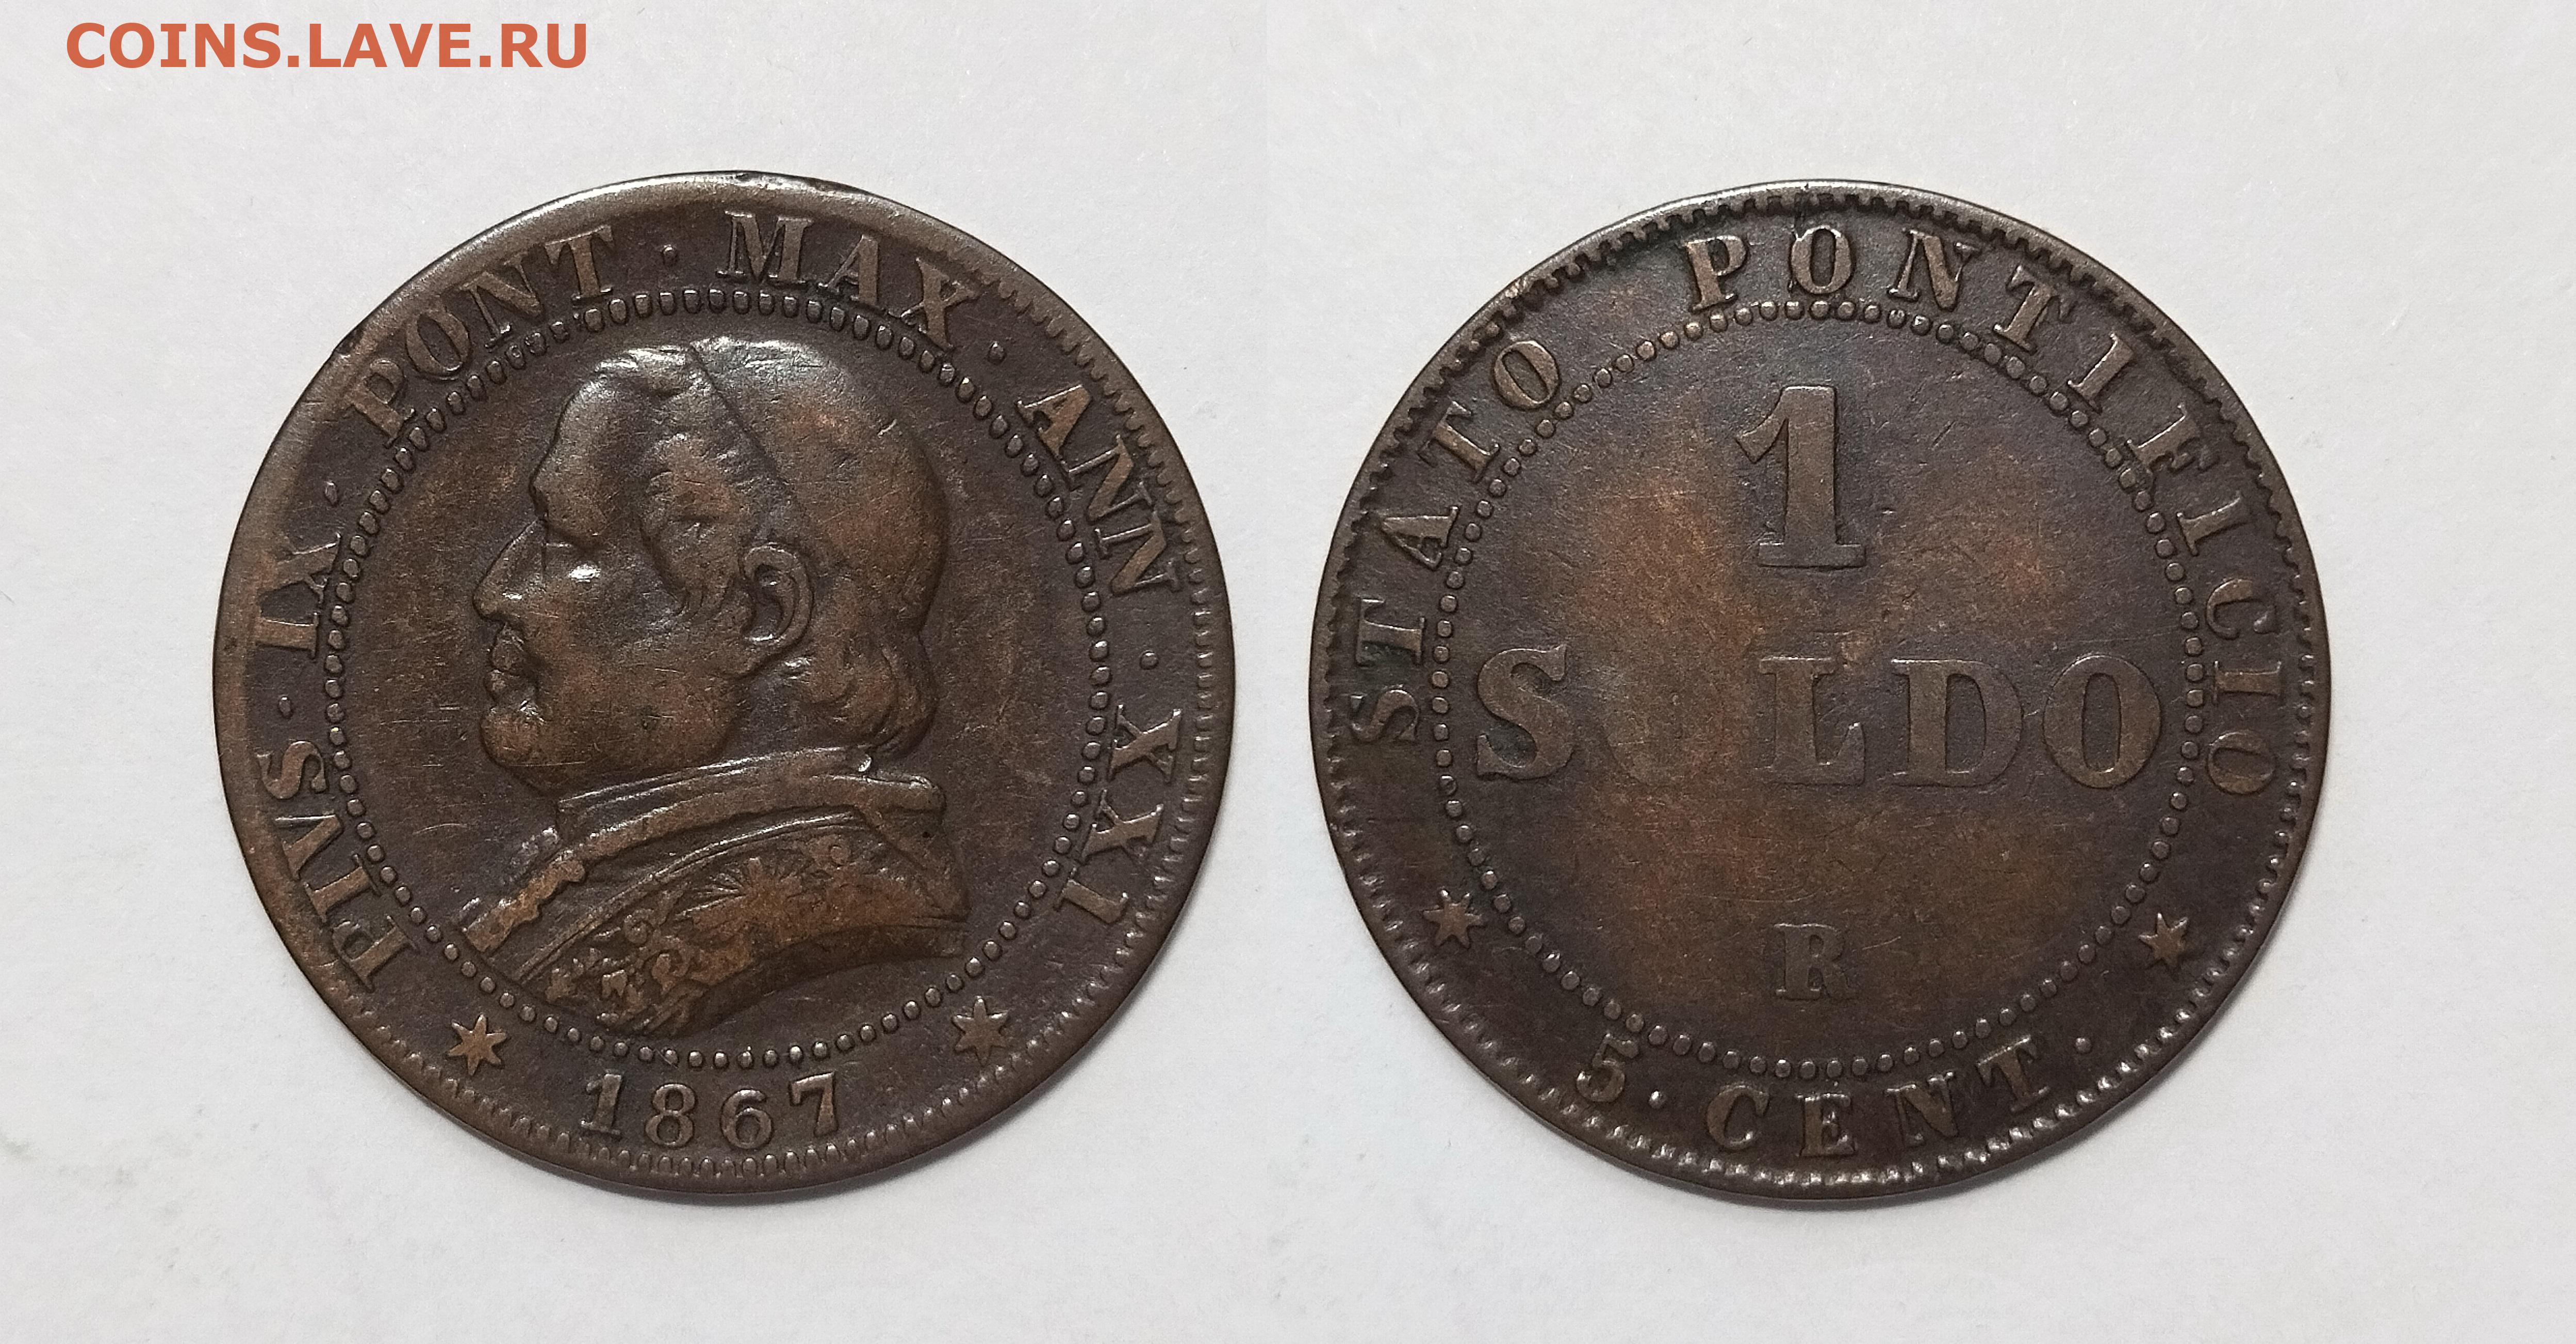 COINS.LAVE.RU
PIVS · IX · PONT · MAX · ANN · XXI
1867
STATO PONTIFICIO
1
SOLDO
R
5 · CENT ·